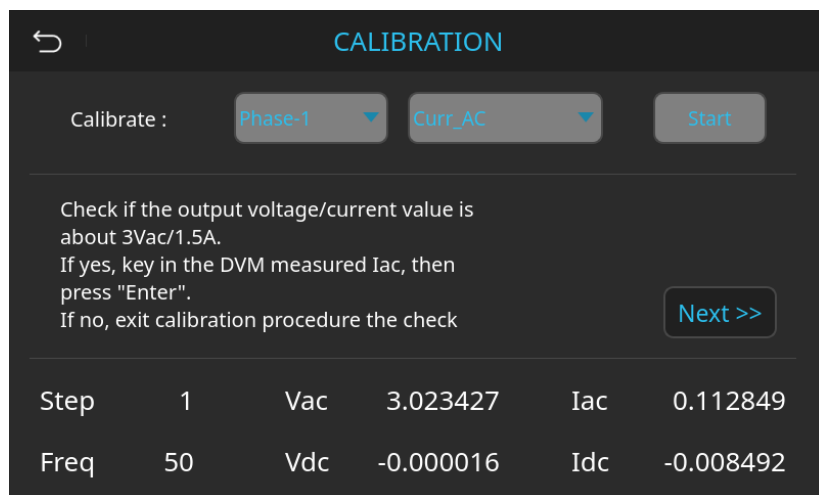 CALIBRATION
Calibrate : Phase-1 Curr_AC Start
Check if the output voltage/current value is
about 3Vac/1.5A.
If yes, key in the DVM measured Iac, then
press "Enter".
If no, exit calibration procedure the check
Next >>
Step 1 Vac 3.023427 Iac 0.112849
Freq 50 Vdc -0.000016 Idc -0.008492